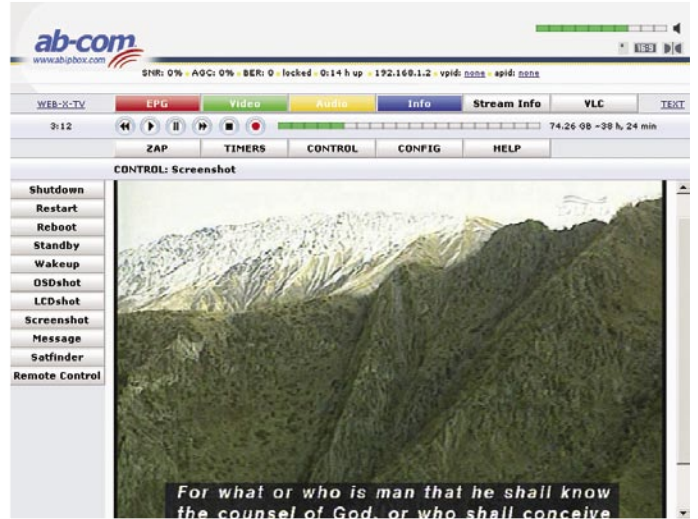 ab-com
www.abipbox.com
16:9
SNR: 0% AGC: 0% BER: 0 locked 0:14 h up 192.168.1.2 vpid: none apid: none
WEB-X-TV EPG Video Audio Info Stream Info VLC TEXT
3:12 74.26 GB ~38 h, 24 min
ZAP TIMERS CONTROL CONFIG HELP
CONTROL: Screenshot
Shutdown
Restart
Reboot
Standby
Wakeup
OSDshot
LCDshot
Screenshot
Message
Satfinder
Remote Control
For what or who is man that he shall know
the counsel of God, or who shall conceive